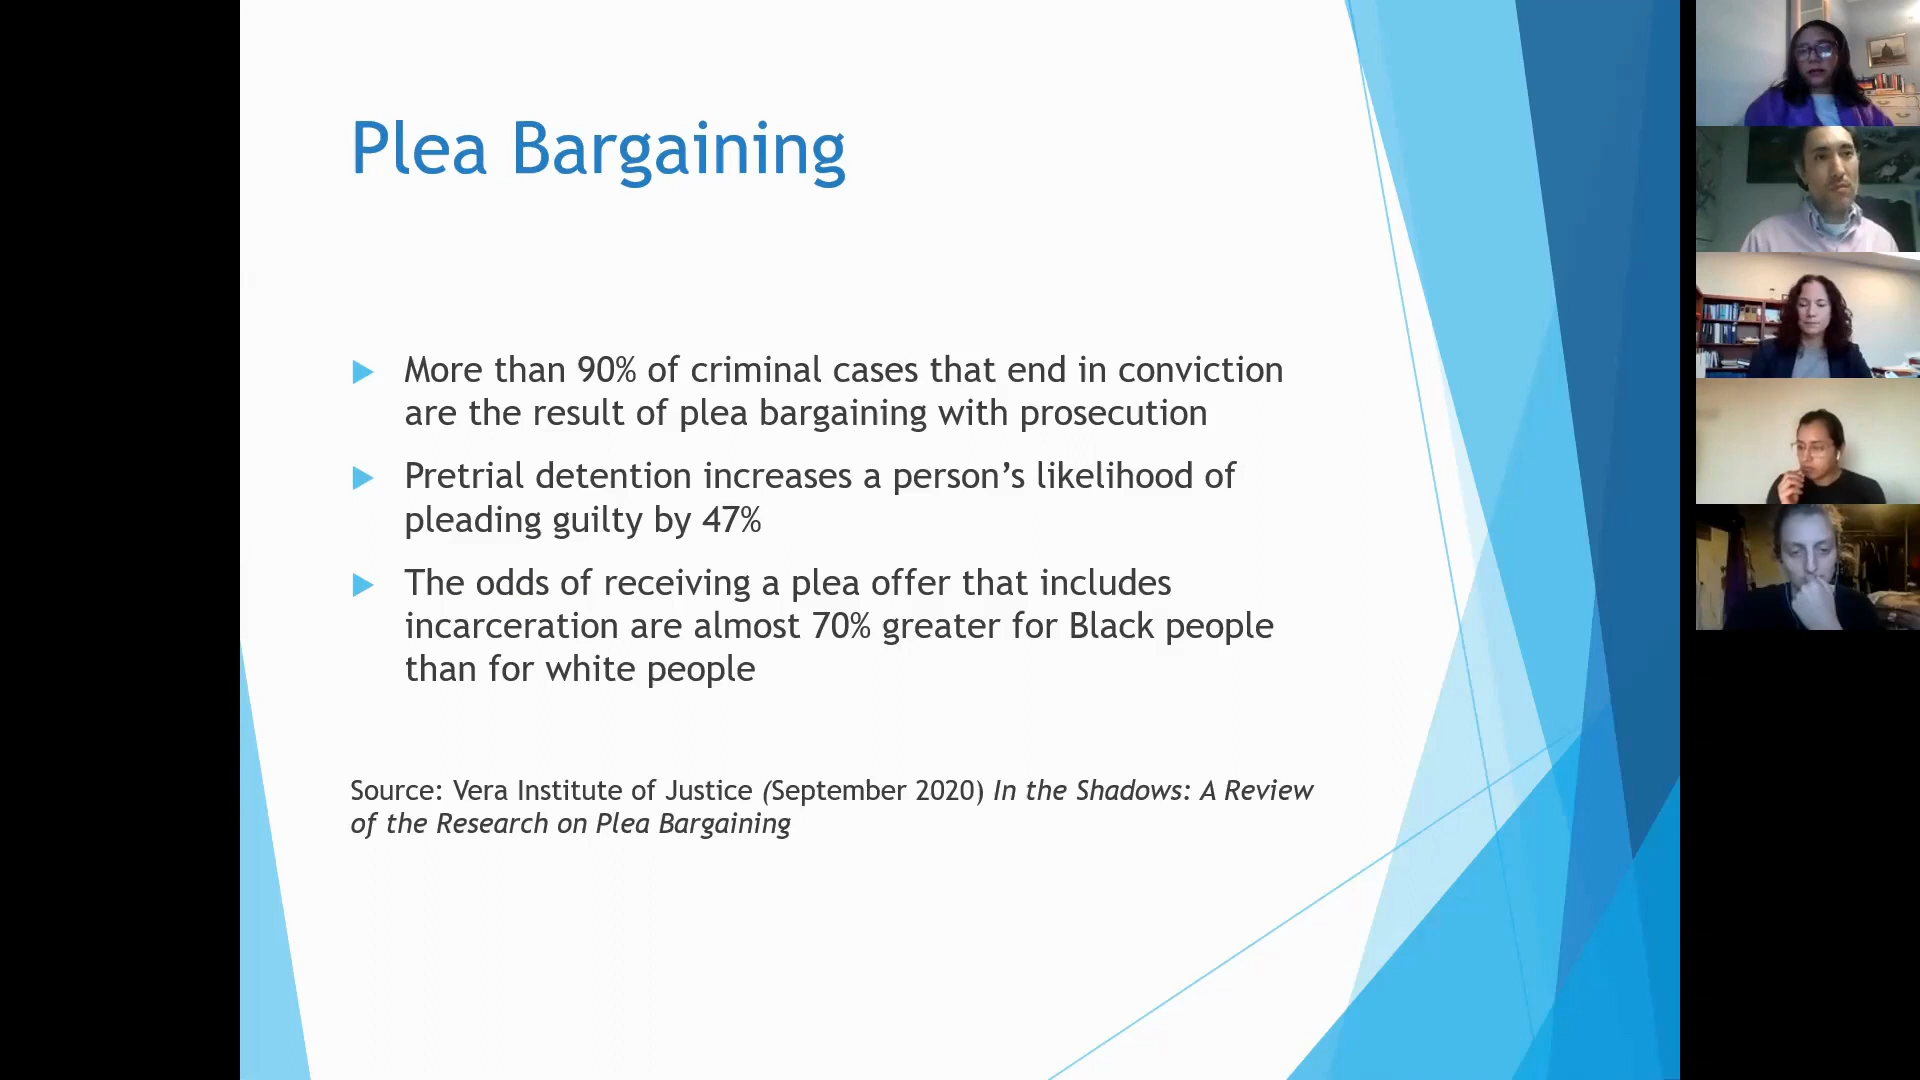 Plea Bargaining
More than 90% of criminal cases that end in conviction
are the result of plea bargaining with prosecution
Pretrial detention increases a person’s likelihood of
pleading guilty by 47%
The odds of receiving a plea offer that includes
incarceration are almost 70% greater for Black people
than for white people
Source: Vera Institute of Justice (September 2020) In the Shadows: A Review
of the Research on Plea Bargaining